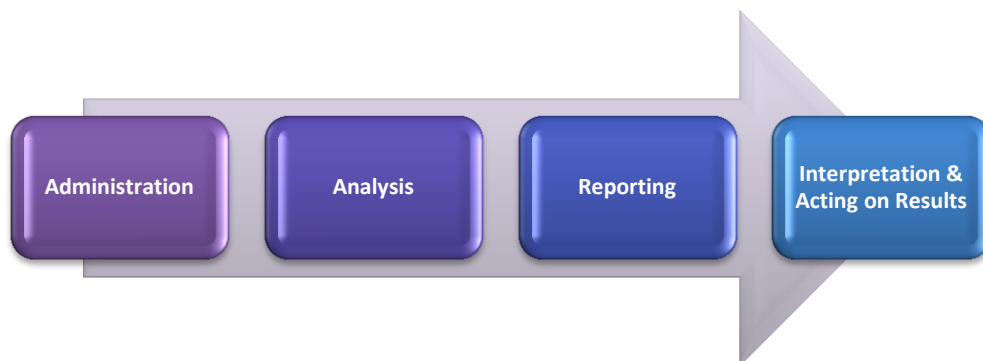 Administration
Analysis
Reporting
Interpretation &
Acting on Results